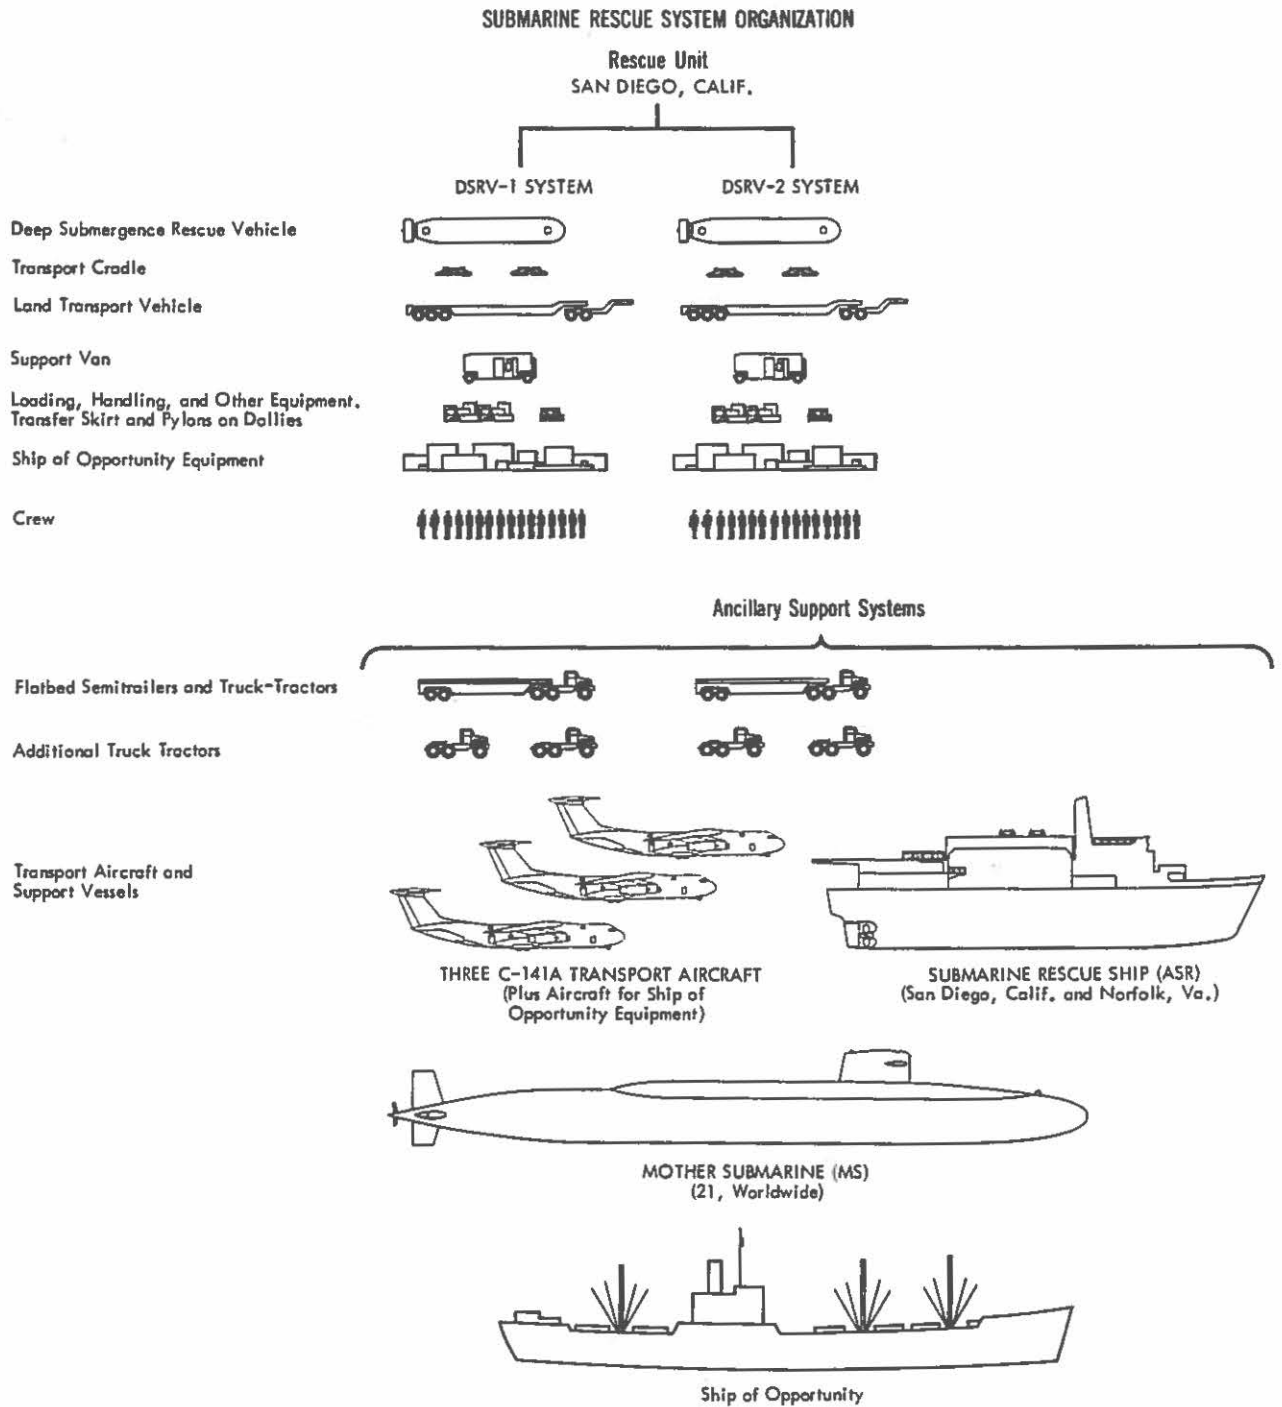 SUBMARINE RESCUE SYSTEM ORGANIZATION
Rescue Unit
SAN DIEGO, CALIF.
DSRV-1 SYSTEM
DSRV-2 SYSTEM
Deep Submergence Rescue Vehicle
Transport Cradle
Land Transport Vehicle
Support Van
Loading, Handling, and Other Equipment.
Transfer Skirt and Pylons on Dollies
Ship of Opportunity Equipment
Crew
Ancillary Support Systems
Flatbed Semitrailers and Truck-Tractors
Additional Truck Tractors
Transport Aircraft and
Support Vessels
THREE C-141A TRANSPORT AIRCRAFT
(Plus Aircraft for Ship of
Opportunity Equipment)
SUBMARINE RESCUE SHIP (ASR)
(San Diego, Calif. and Norfolk, Va.)
MOTHER SUBMARINE (MS)
(21, Worldwide)
Ship of Opportunity